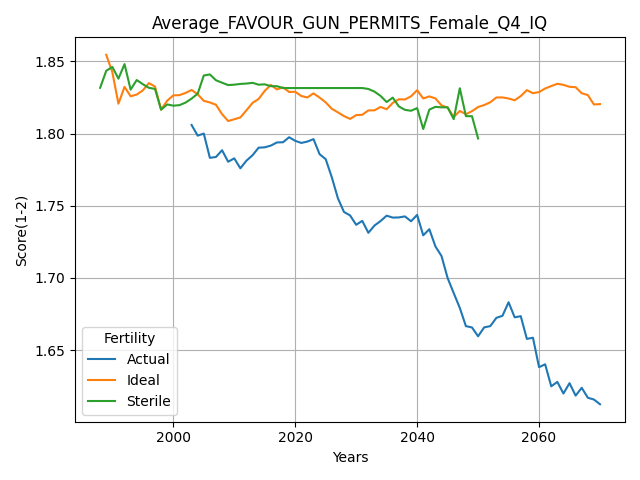 Average_FAVOUR_GUN_PERMITS_Female_Q4_IQ
Score(1-2)
1.85
1.80
1.75
1.70
1.65
Fertility
Actual
Ideal
Sterile
2000
2020
2040
2060
Years